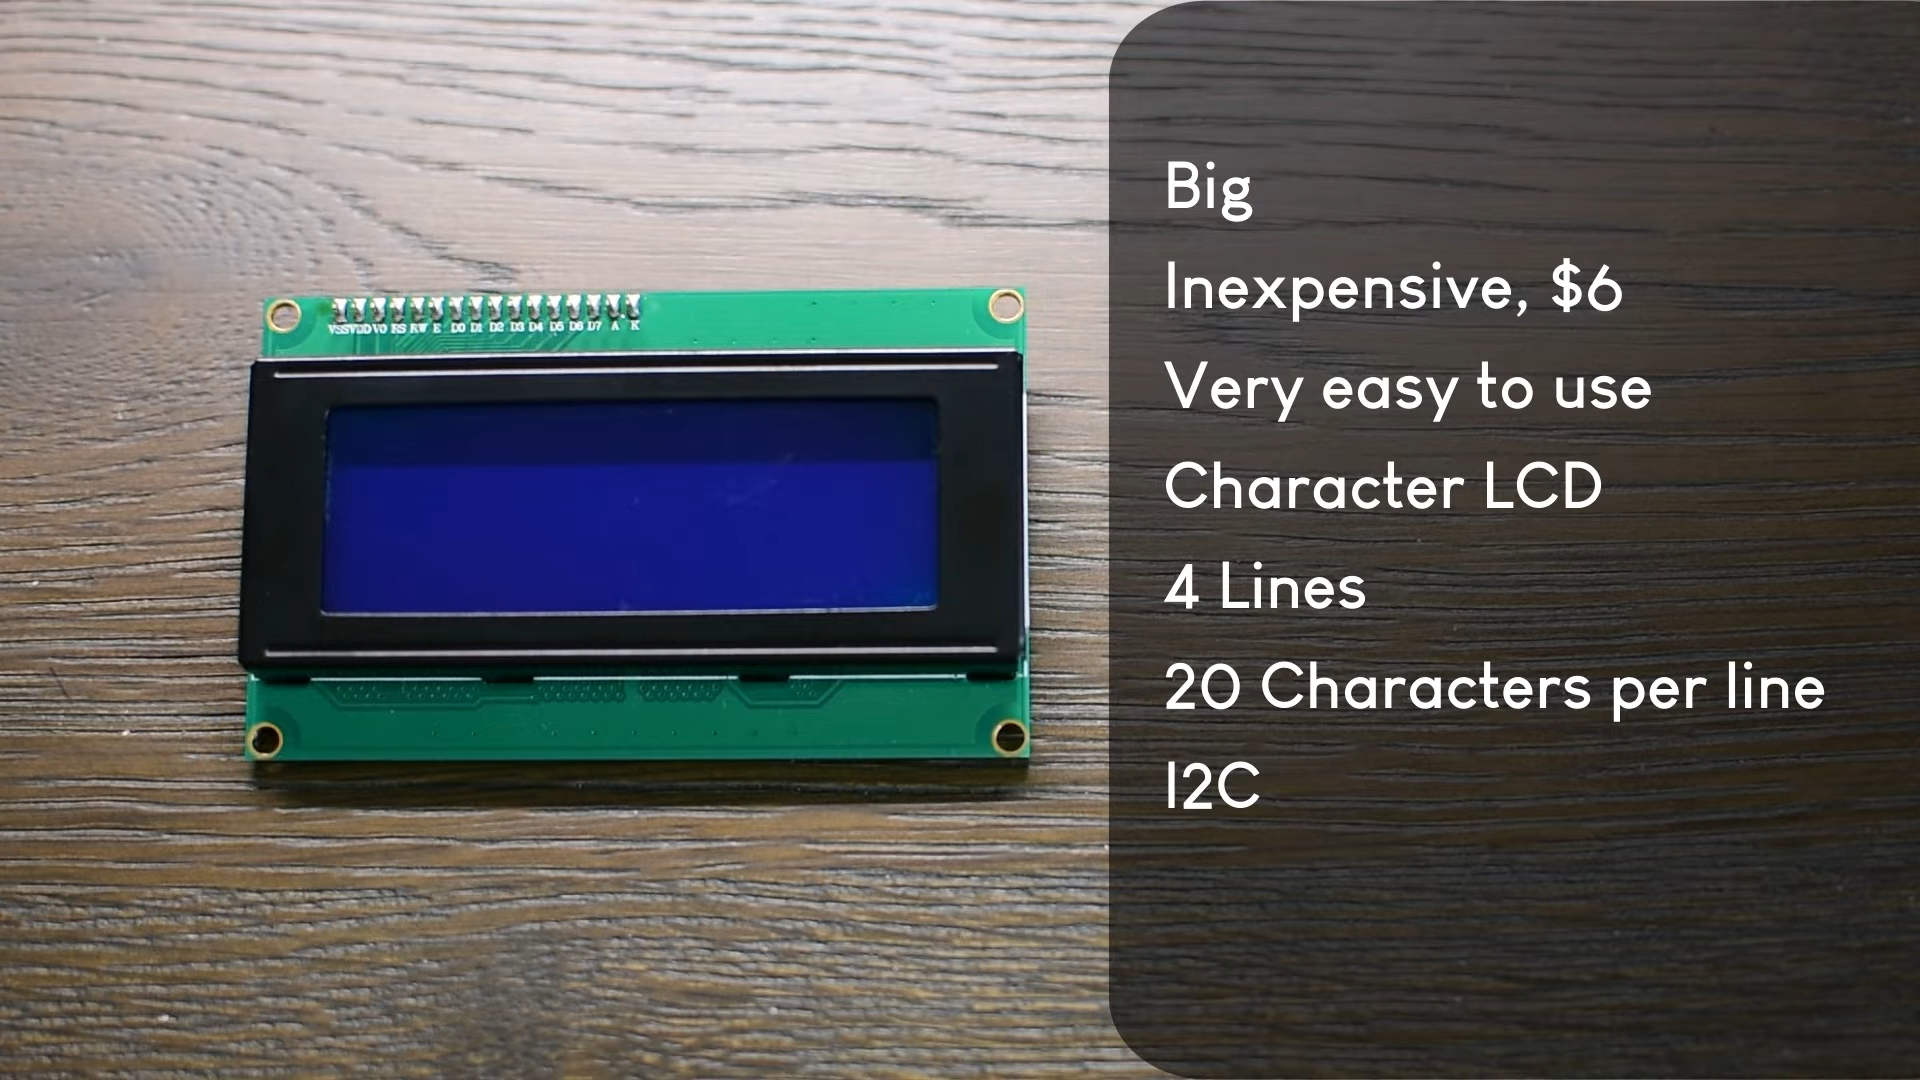 VSS VDD V0 RS RW E D0 D1 D2 D3 D4 D5 D6 D7 A K
Big
Inexpensive, $6
Very easy to use
Character LCD
4 Lines
20 Characters per line
I2C